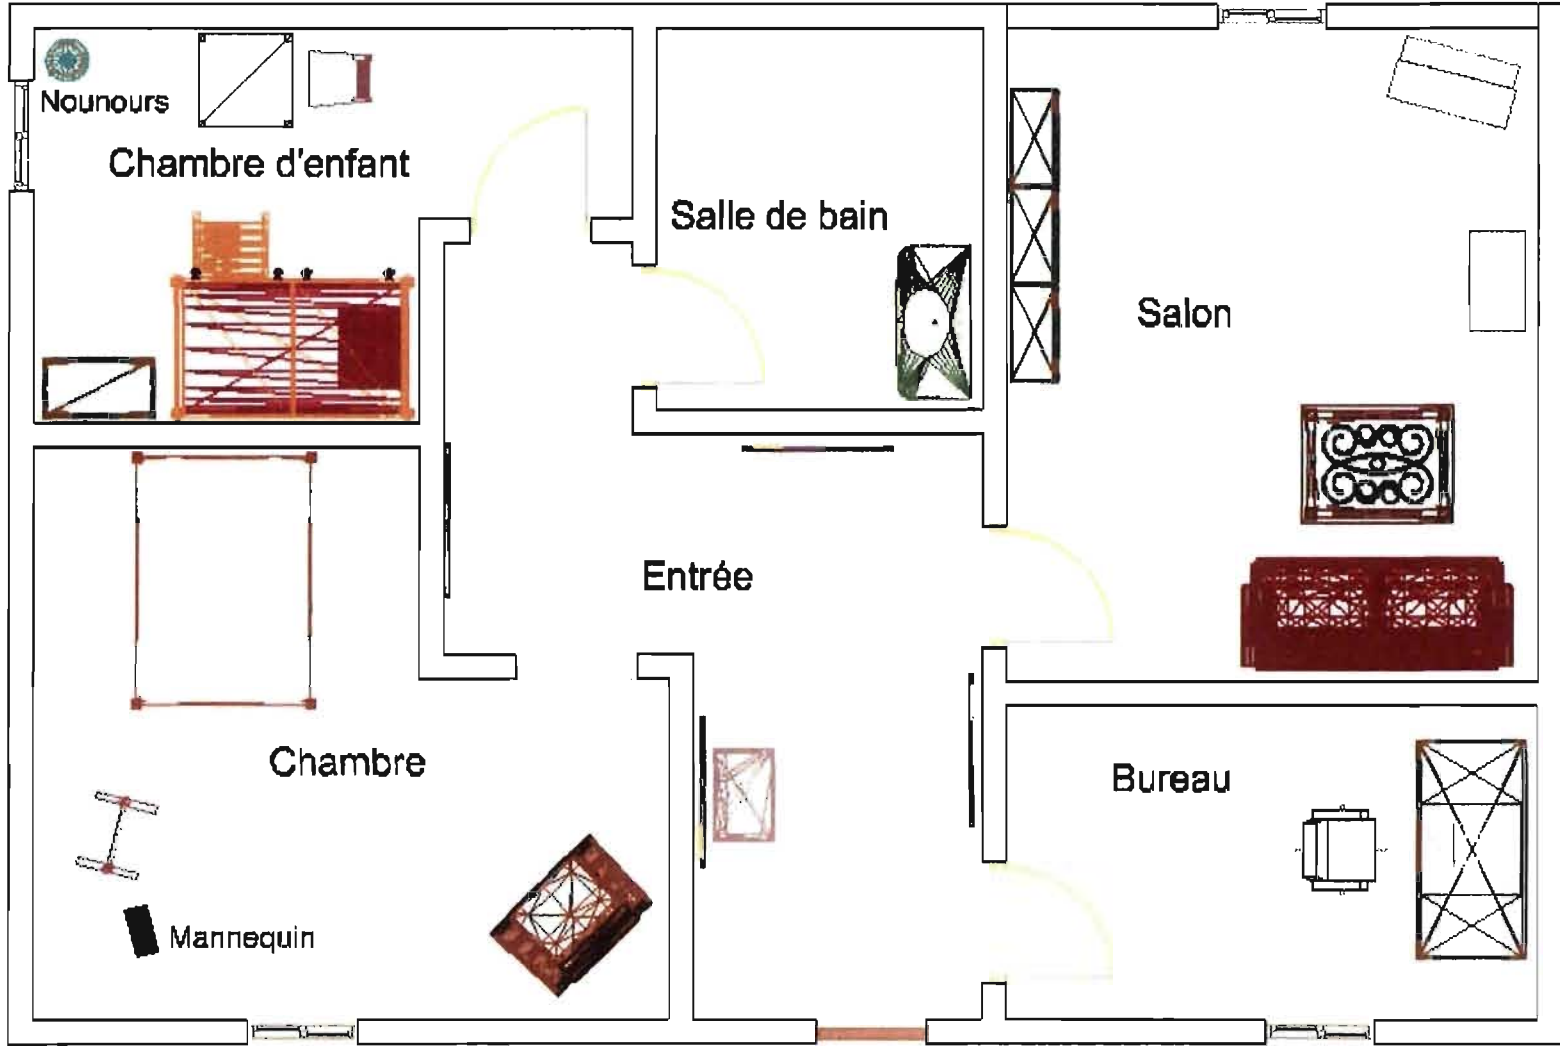 Nounours
Chambre d'enfant
Salle de bain
Salon
Entrée
Chambre
Bureau
Mannequin